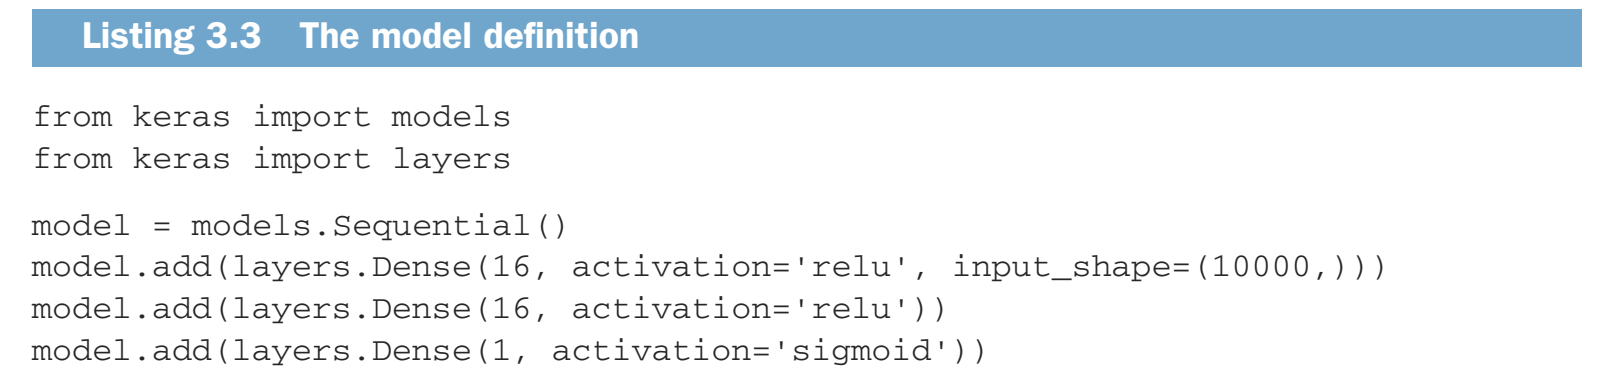 Listing 3.3 The model definition
from keras import models
from keras import layers
model = models.Sequential()
model.add(layers.Dense(16, activation='relu', input_shape=(10000,)))
model.add(layers.Dense(16, activation='relu'))
model.add(layers.Dense(1, activation='sigmoid'))